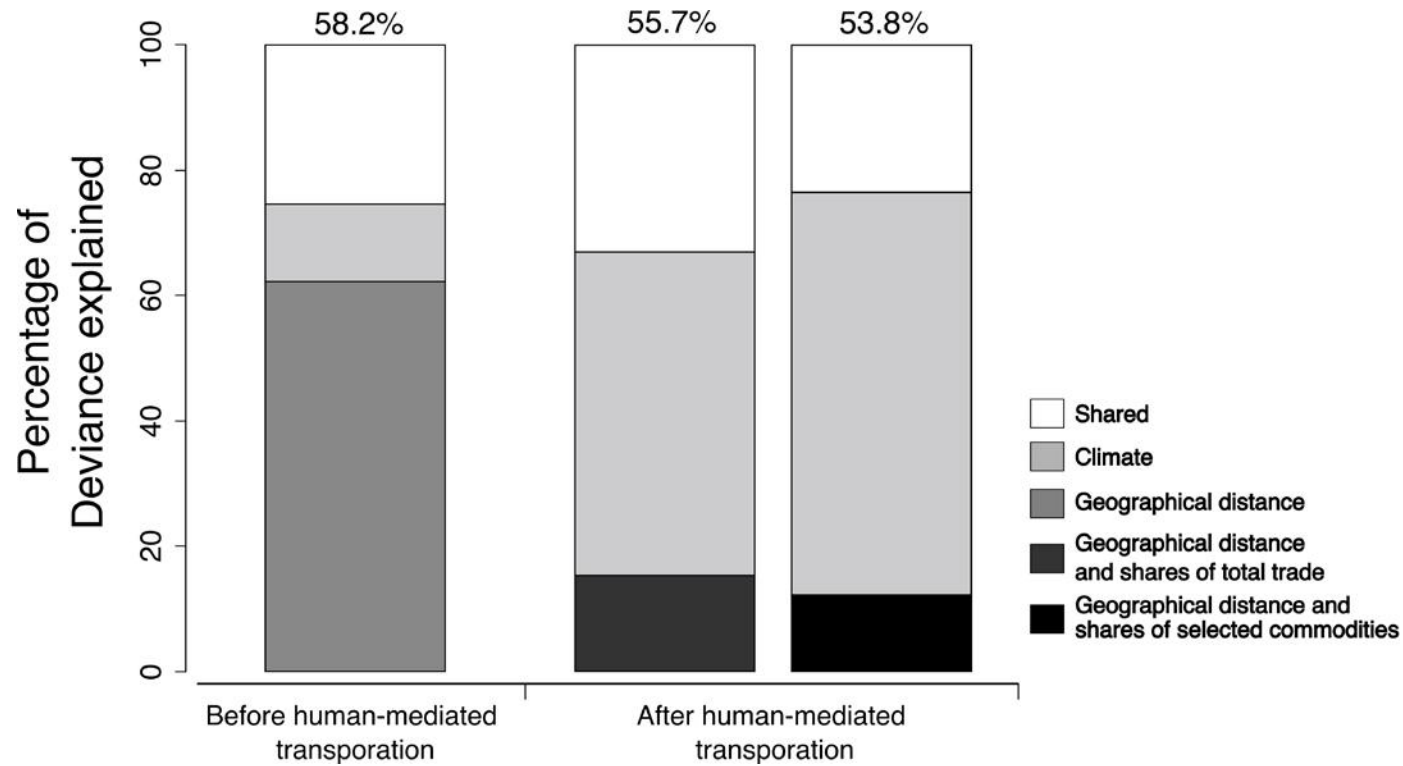 58.2%
55.7%
53.8%
Percentage of
Deviance explained
100
80
60
40
20
0
Shared
Climate
Geographical distance
Geographical distance
and shares of total trade
Geographical distance and
shares of selected commodities
Before human-mediated
transporation
After human-mediated
transporation